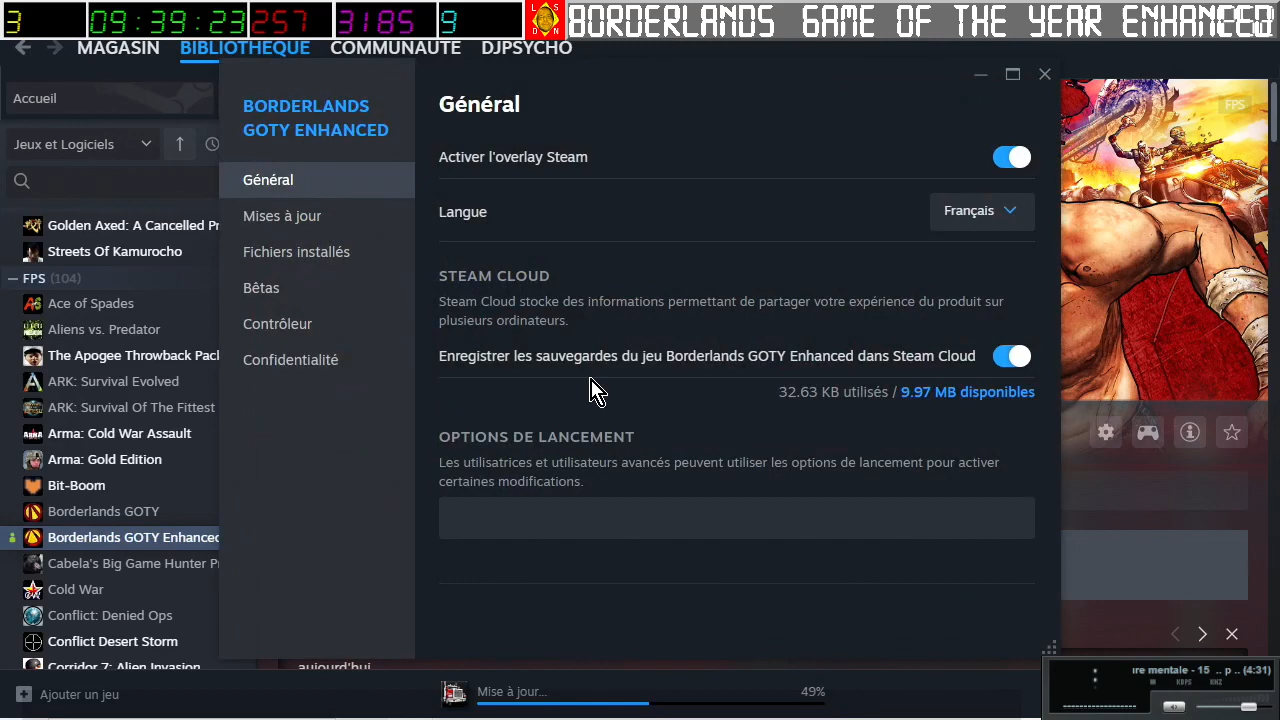 3
09:39:23
257
3185
9
BORDERLANDS GAME OF THE YEAR ENHANCED
MAGASIN
BIBLIOTHÈQUE
COMMUNAUTÉ
DJPSYCHO
Accueil
Jeux et Logiciels
Golden Axed: A Cancelled Pr
Streets Of Kamurocho
FPS (104)
Ace of Spades
Aliens vs. Predator
The Apogee Throwback Pack
ARK: Survival Evolved
ARK: Survival Of The Fittest
Arma: Cold War Assault
Arma: Gold Edition
Bit-Boom
Borderlands GOTY
Borderlands GOTY Enhanced
Cabela's Big Game Hunter Pr
Cold War
Conflict: Denied Ops
Conflict Desert Storm
Corridor 7: Alien Invasion
BORDERLANDS
GOTY ENHANCED
Général
Mises à jour
Fichiers installés
Bêtas
Contrôleur
Confidentialité
Général
Activer l'overlay Steam
Langue
Français
STEAM CLOUD
Steam Cloud stocke des informations permettant de partager votre expérience du produit sur
plusieurs ordinateurs.
Enregistrer les sauvegardes du jeu Borderlands GOTY Enhanced dans Steam Cloud
32.63 KB utilisés / 9.97 MB disponibles
OPTIONS DE LANCEMENT
Les utilisatrices et utilisateurs avancés peuvent utiliser les options de lancement pour activer
certaines modifications.
FPS
aujourd'hui
Ajouter un jeu
Mise à jour...
49%
ire mentale - 15 .. p .. (4:31)
KBPS KHZ